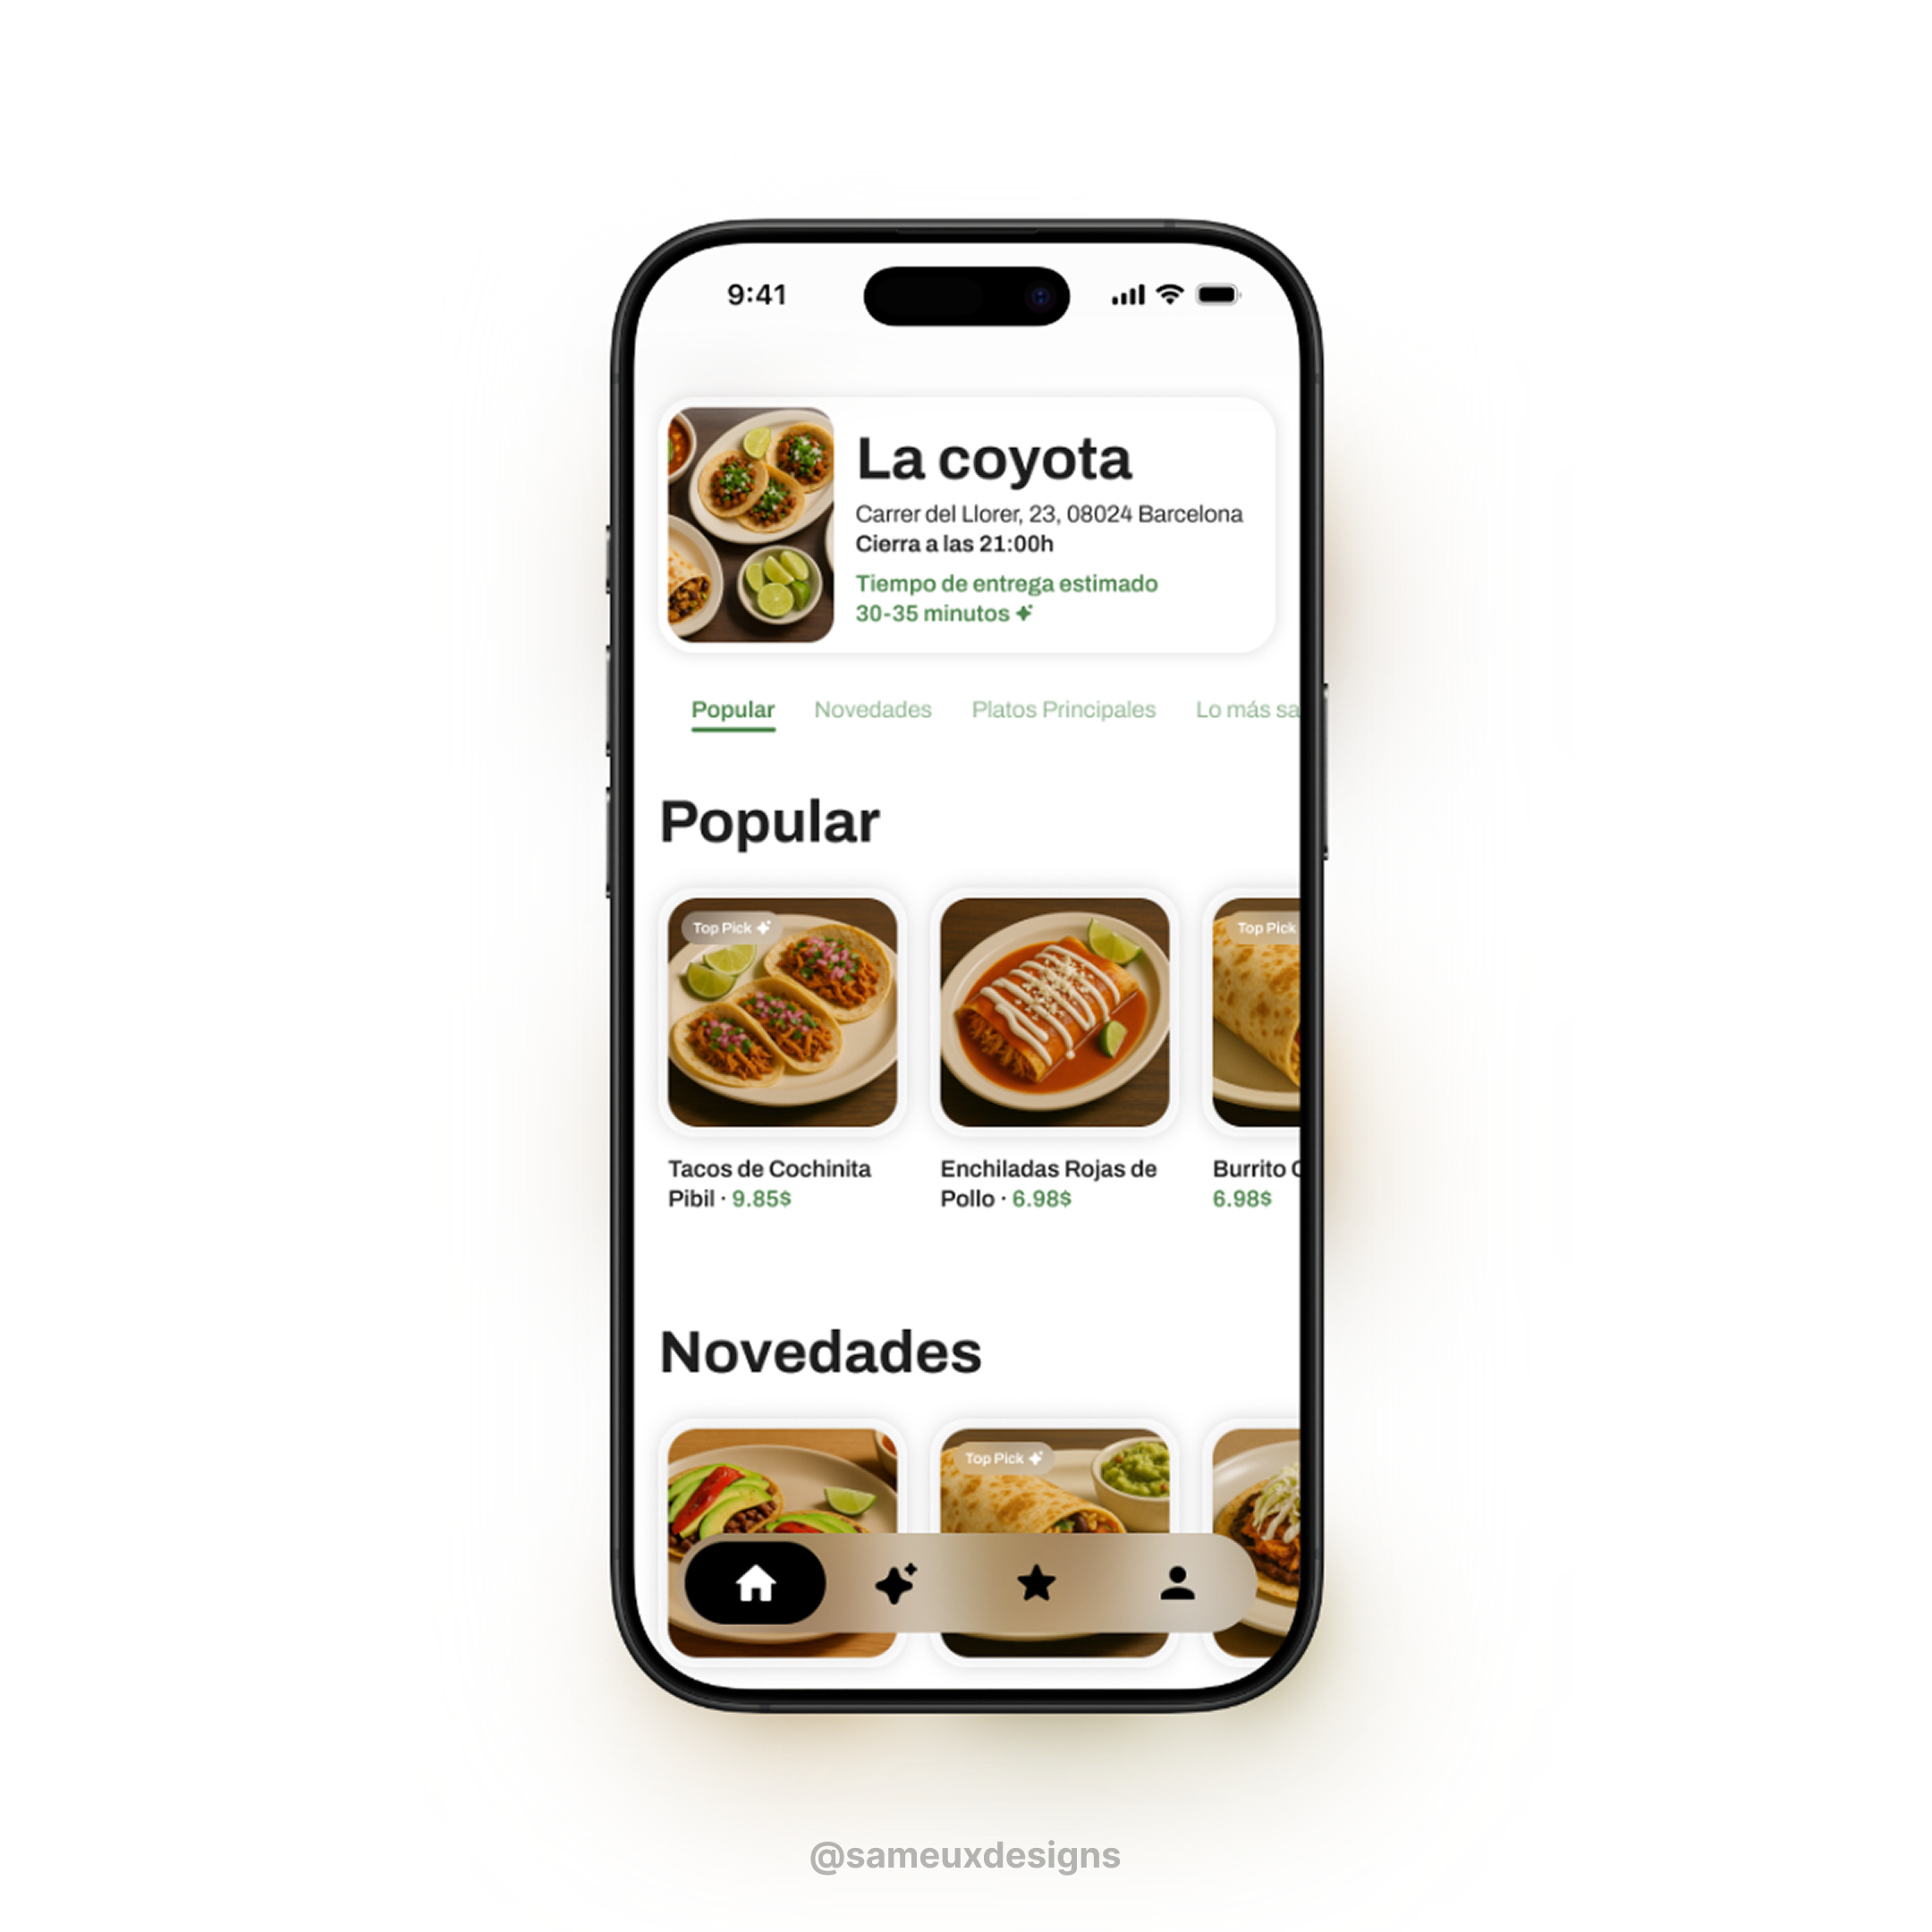 9:41
La coyota
Carrer del Llorer, 23, 08024 Barcelona
Cierra a las 21:00h
Tiempo de entrega estimado
30-35 minutos
Popular Novedades Platos Principales Lo más
Popular
Top Pick
Top Pick
Tacos de Cochinita
Pibil · 9.85$
Enchiladas Rojas de
Pollo · 6.98$
Burrito
6.98$
Novedades
Top Pick
@sameuxdesigns